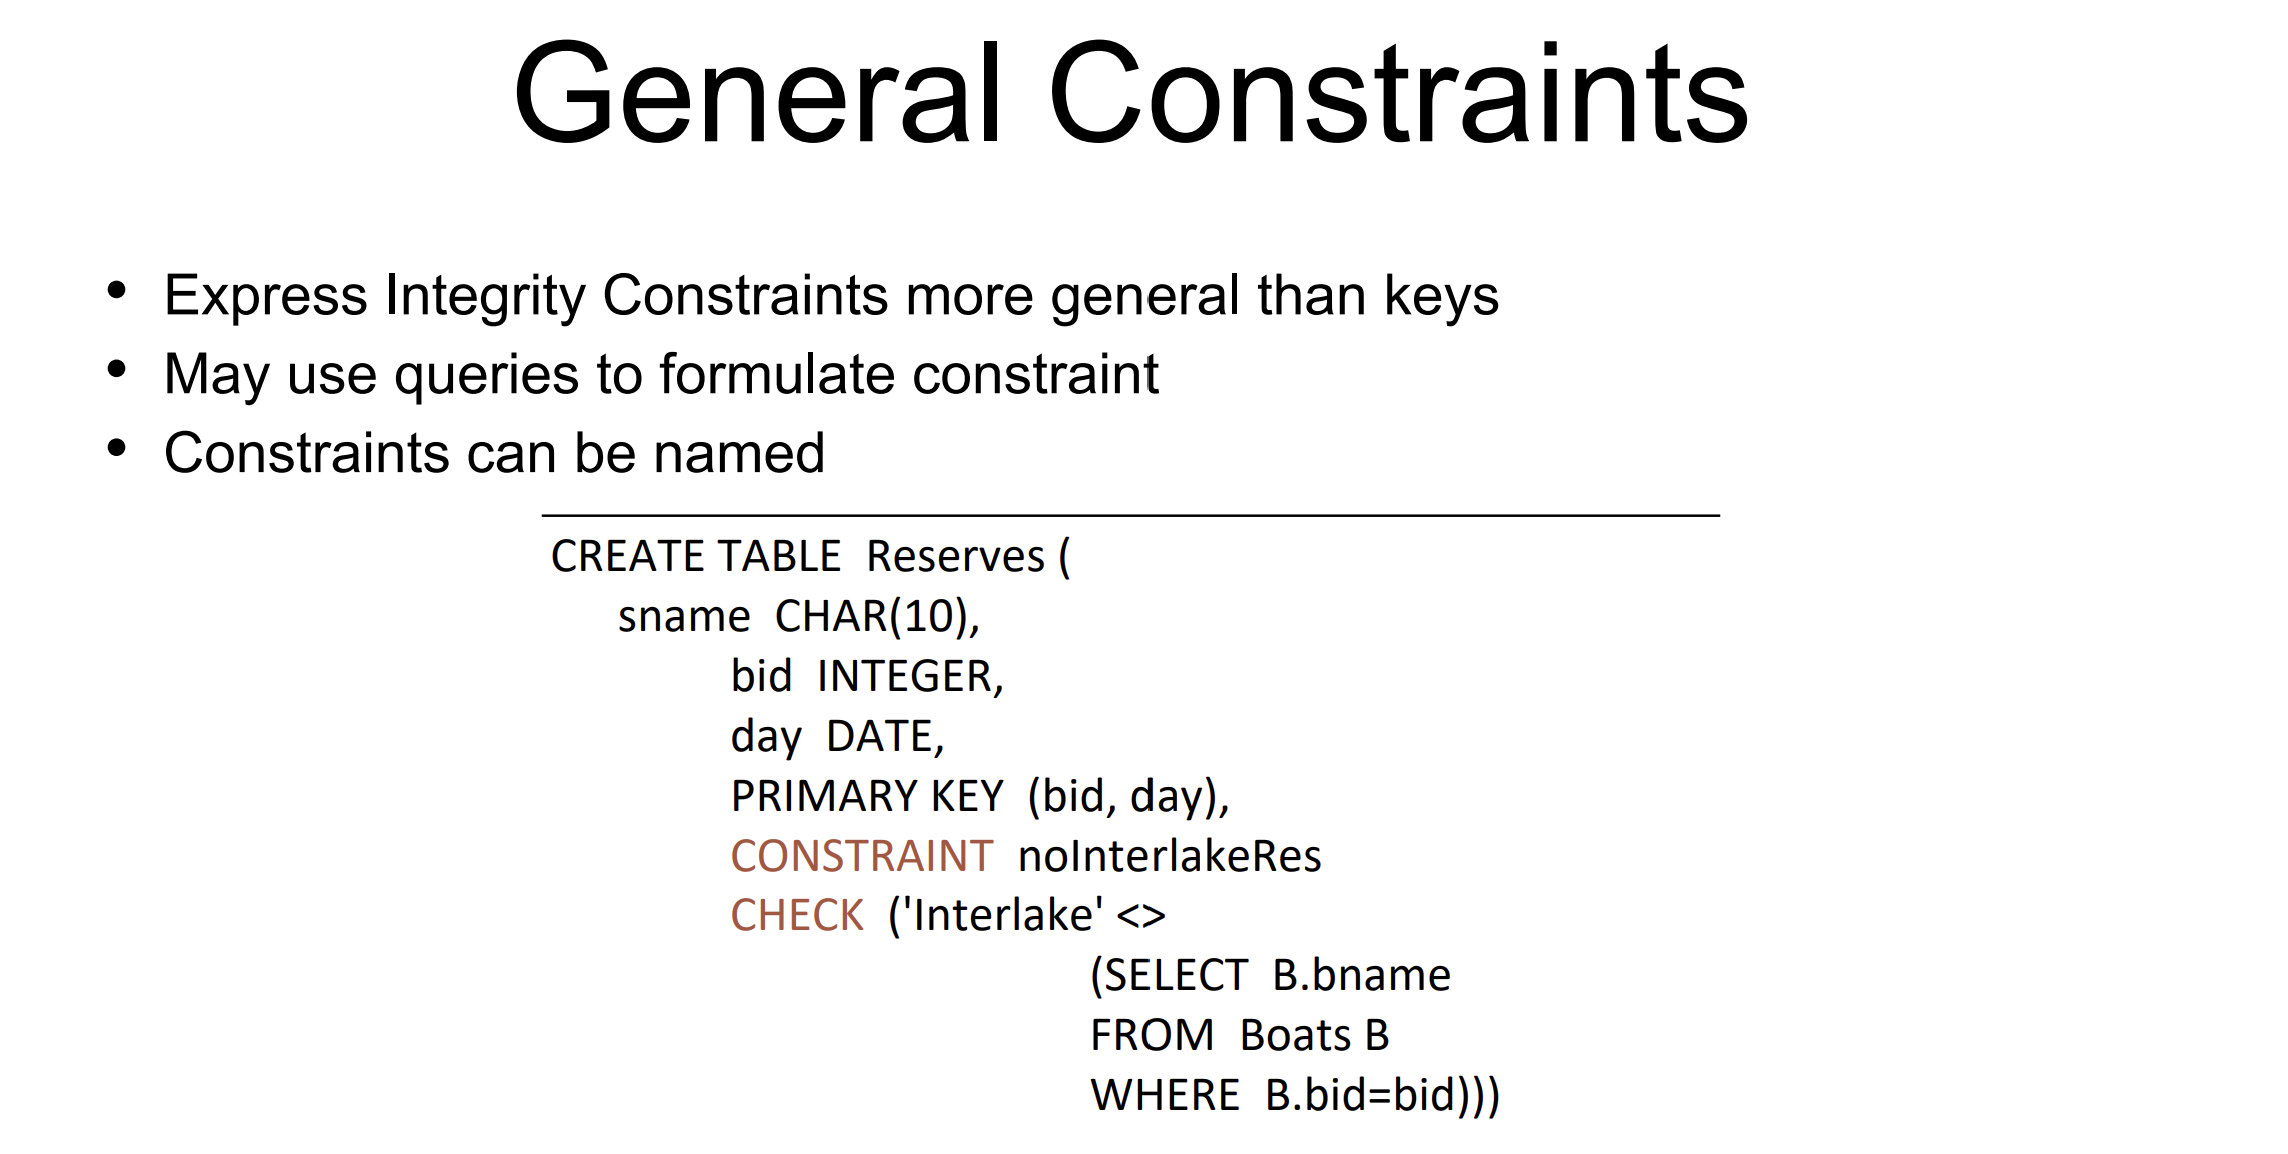 General Constraints
• Express Integrity Constraints more general than keys
• May use queries to formulate constraint
• Constraints can be named
CREATE TABLE Reserves (
sname CHAR(10),
bid INTEGER,
day DATE,
PRIMARY KEY (bid, day),
CONSTRAINT noInterlakeRes
CHECK ('Interlake' <>
(SELECT B.bname
FROM Boats B
WHERE B.bid=bid)))